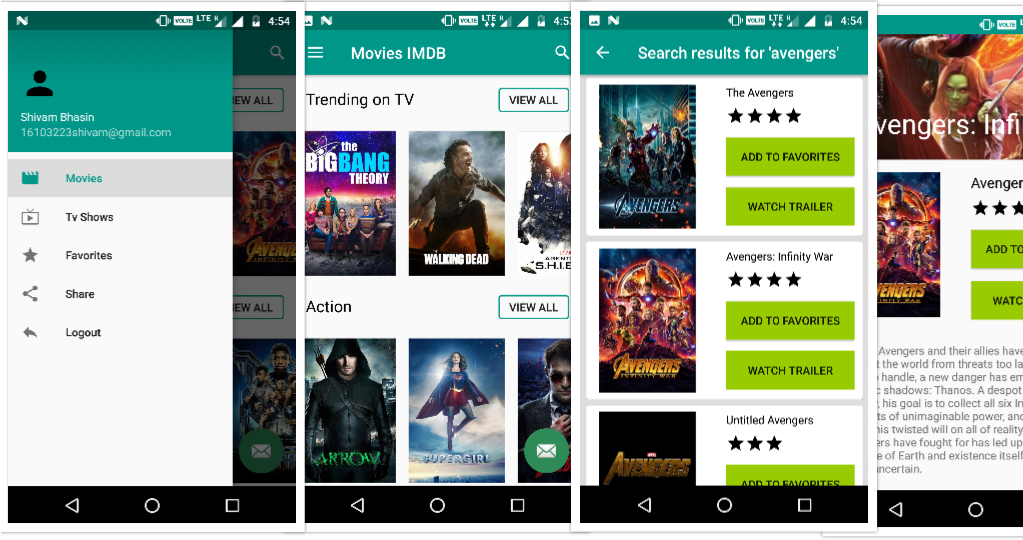 LTE R 4:54
VOLTE
Shivam Bhasin
16103223shivam@gmail.com
Movies
Tv Shows
Favorites
Share
Logout
VIEW ALL
INFINITY WAR
VIEW ALL
VOLTE LTE R
Movies IMDB
Trending on TV
VIEW ALL
the
BIG BANG
THEORY
THE
WALKING DEAD
S.H.I.E
Action
VIEW ALL
ARROW
SUPERGIRL
VOLTE LTE R 4:54
Search results for 'avengers'
The Avengers
ADD TO FAVORITES
WATCH TRAILER
AVENGERS
Avengers: Infinity War
ADD TO FAVORITES
WATCH TRAILER
AVENGERS
INFINITY WAR
Untitled Avengers
ADD TO FAVORITES
MARVEL
AVENGERS
VOLTE
vengers: Infi
Avenger
ADD TO
WATC
Avengers and their allies have
t the world from threats too la
handle, a new danger has em
c shadows: Thanos. A despot
, his goal is to collect all six In
ts of unimaginable power, and
his twisted will on all of reality
ers have fought for has led up
e of Earth and existence itself
uncertain.